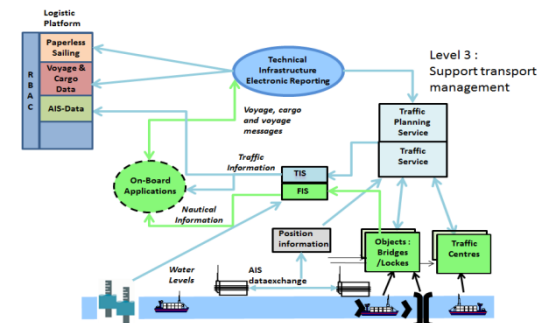 Logistic
Platform
Paperless
Sailing
Voyage &
Cargo
Data
AIS-Data
R
B
A
C
Technical
Infrastructure
Electronic Reporting
Level 3 :
Support transport
management
Voyage, cargo
and voyage
messages
Traffic
Planning
Service
Traffic
Service
Traffic
Information
On-Board
Applications
TIS
FIS
Nautical
Information
Position
information
Objects :
Bridges
/Lockes
Traffic
Centres
Water
Levels
AIS
dataexchange